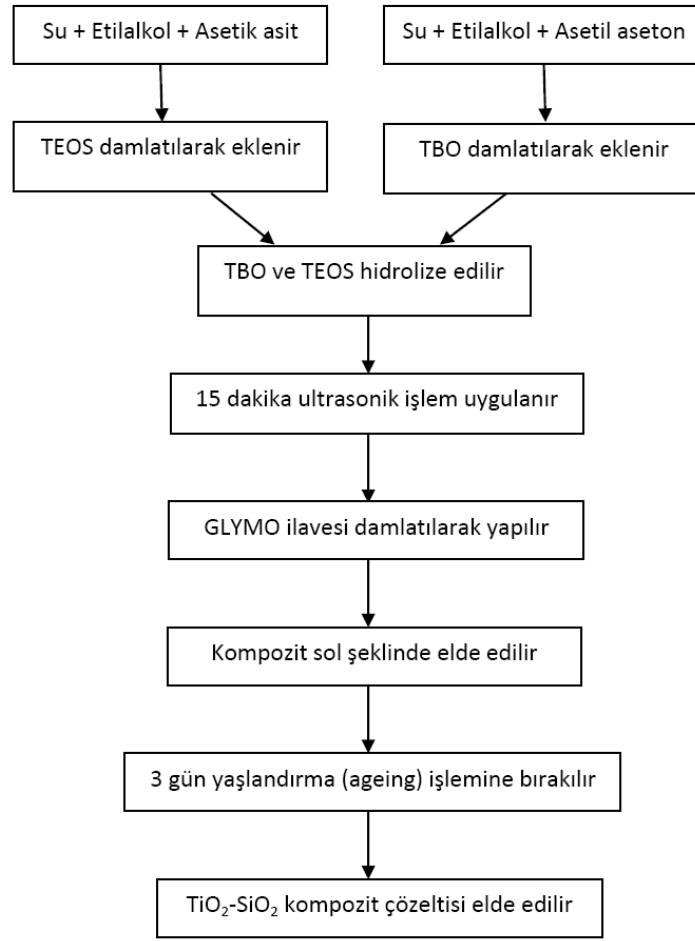 Su + Etilalkol + Asetik asit
Su + Etilalkol + Asetil aseton
TEOS damlatılarak eklenir
TBO damlatılarak eklenir
TBO ve TEOS hidrolize edilir
15 dakika ultrasonik işlem uygulanır
GLYMO ilavesi damlatılarak yapılır
Kompozit sol şeklinde elde edilir
3 gün yaşlandırma (ageing) işlemine bırakılır
TiO₂-SiO₂ kompozit çözeltisi elde edilir